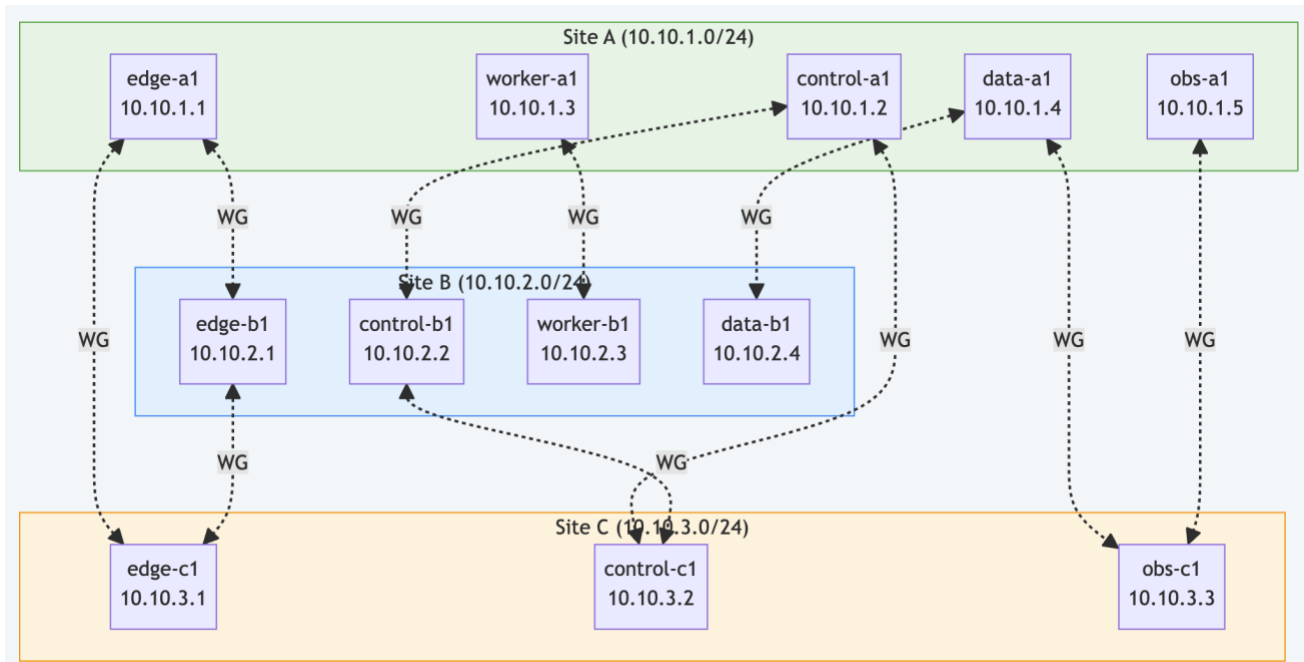 Site A (10.10.1.0/24)
edge-a1
10.10.1.1
worker-a1
10.10.1.3
control-a1
10.10.1.2
data-a1
10.10.1.4
obs-a1
10.10.1.5
WG
WG
WG
WG
Site B (10.10.2.0/24)
edge-b1
10.10.2.1
control-b1
10.10.2.2
worker-b1
10.10.2.3
data-b1
10.10.2.4
WG
WG
WG
WG
WG
WG
Site C (10.10.3.0/24)
edge-c1
10.10.3.1
control-c1
10.10.3.2
obs-c1
10.10.3.3